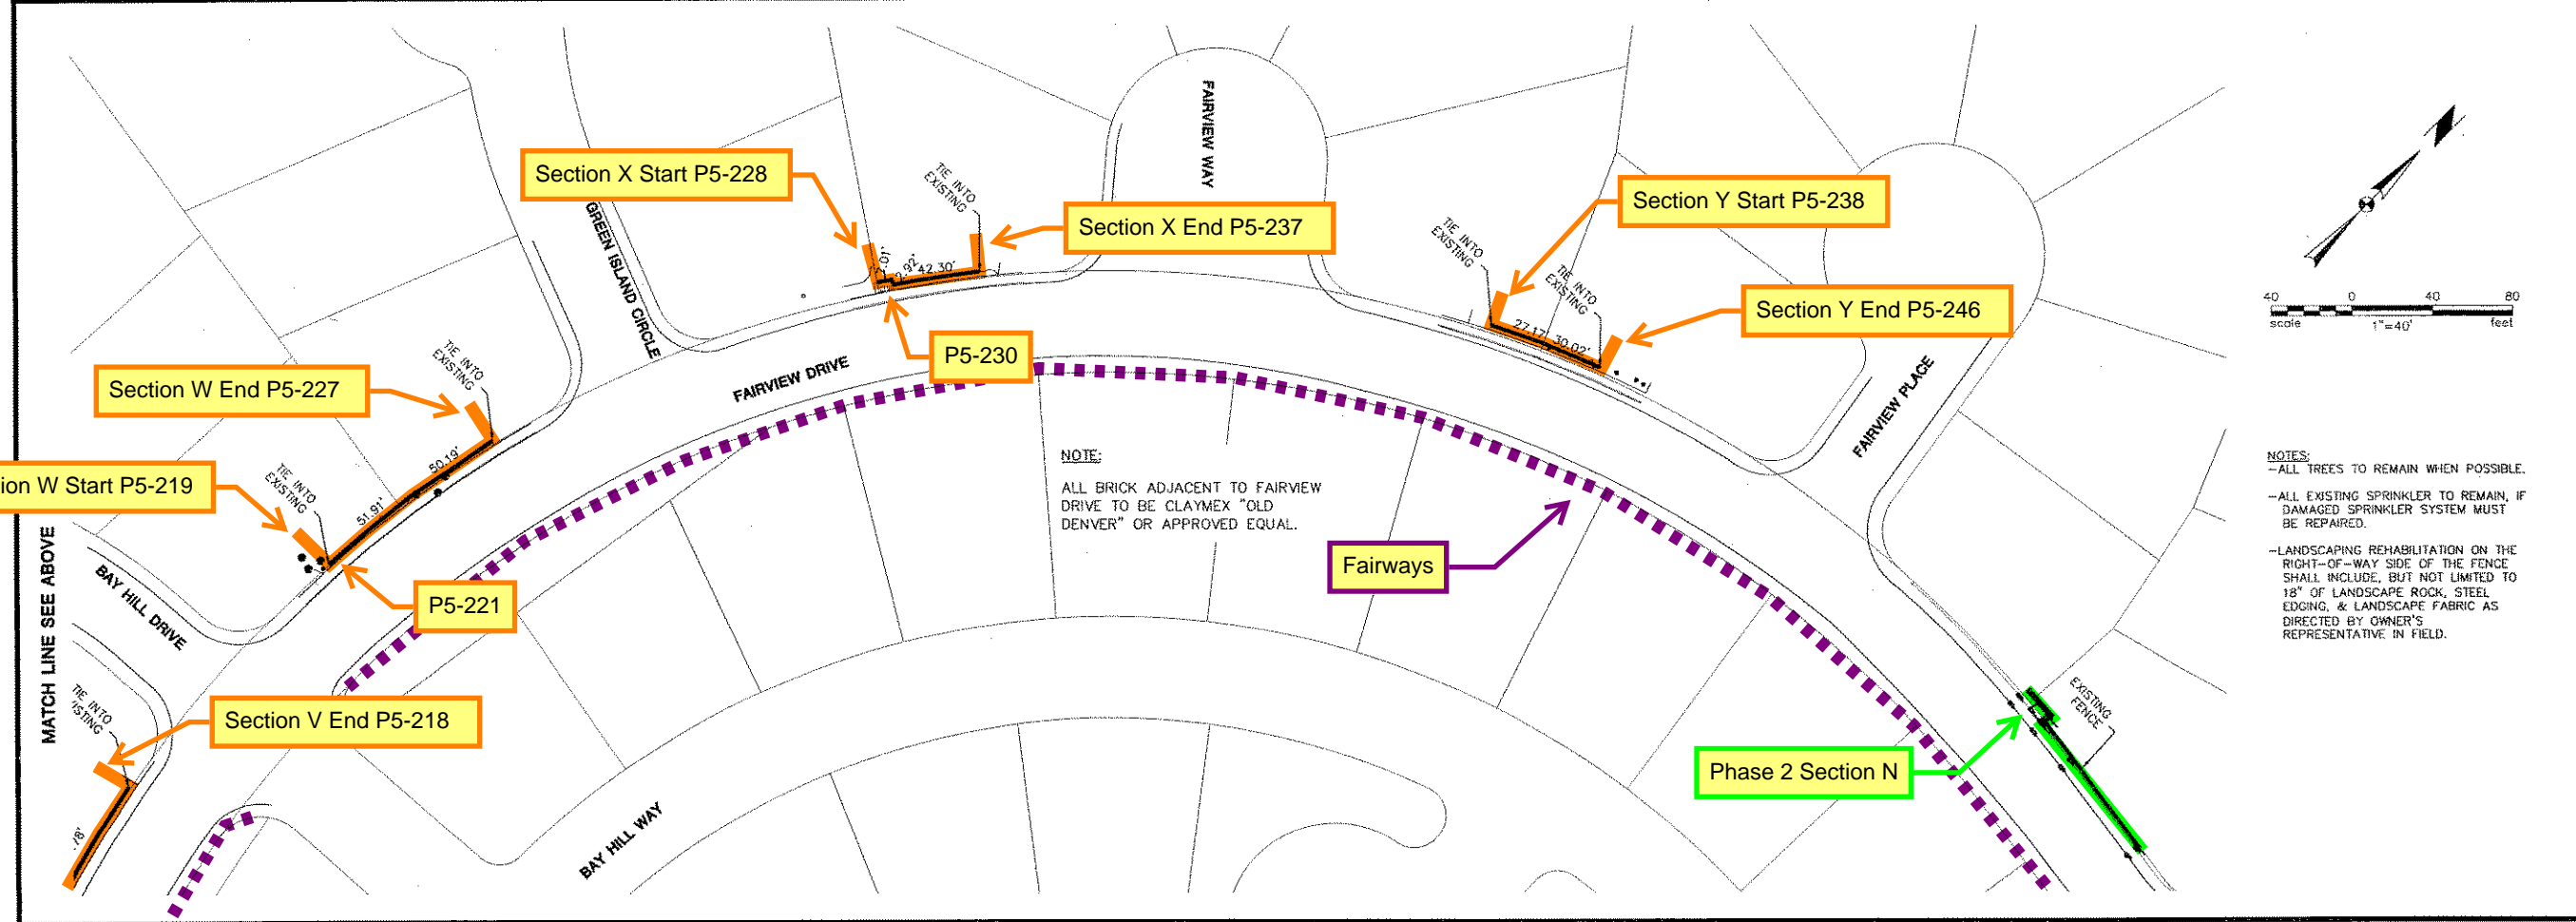 FAIRVIEW WAY
Section X Start P5-228
TIE INTO
EXISTING
Section X End P5-237
Section Y Start P5-238
GREEN ISLAND CIRCLE
2.92'
42.30'
TIE INTO
EXISTING
TIE INTO
EXISTING
Section Y End P5-246
40 0 40 80
scale 1"=40' feet
27.17'
30.02'
TIE INTO
EXISTING
P5-230
Section W End P5-227
FAIRVIEW DRIVE
FAIRVIEW PLACE
50.19'
51.91'
TIE INTO
EXISTING
ion W Start P5-219
NOTE:
ALL BRICK ADJACENT TO FAIRVIEW
DRIVE TO BE CLAYMEX "OLD
DENVER" OR APPROVED EQUAL.
NOTES:
-ALL TREES TO REMAIN WHEN POSSIBLE.
-ALL EXISTING SPRINKLER TO REMAIN, IF
DAMAGED SPRINKLER SYSTEM MUST
BE REPAIRED.
-LANDSCAPING REHABILITATION ON THE
RIGHT-OF-WAY SIDE OF THE FENCE
SHALL INCLUDE, BUT NOT LIMITED TO
18" OF LANDSCAPE ROCK, STEEL
EDGING, & LANDSCAPE FABRIC AS
DIRECTED BY OWNER'S
REPRESENTATIVE IN FIELD.
Fairways
P5-221
BAY HILL DRIVE
MATCH LINE SEE ABOVE
TIE INTO
Section V End P5-218
EXISTING
FENCE
Phase 2 Section N
BAY HILL WAY